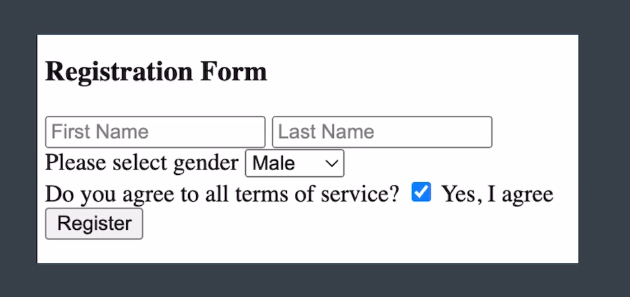 Registration Form
First Name Last Name
Please select gender Male
Do you agree to all terms of service? Yes, I agree
Register